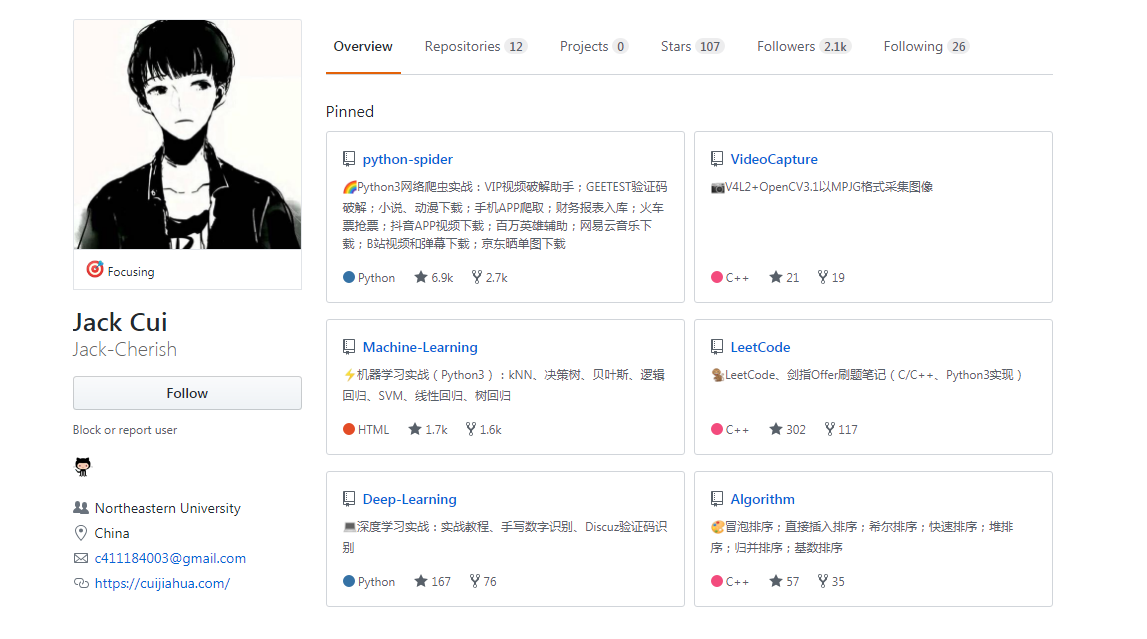 Overview Repositories 12 Projects 0 Stars 107 Followers 2.1k Following 26
Focusing
Jack Cui
Jack-Cherish
Follow
Block or report user
Northeastern University
China
c411184003@gmail.com
https://cuijiahua.com/
Pinned
python-spider
🌈Python3网络爬虫实战：VIP视频破解助手；GEETEST验证码
破解；小说、动漫下载；手机APP爬取；财务报表入库；火车
票抢票；抖音APP视频下载；百万英雄辅助；网易云音乐下
载；B站视频和弹幕下载；京东晒单图下载
Python 6.9k 2.7k
VideoCapture
📷V4L2+OpenCV3.1以MPJG格式采集图像
C++ 21 19
Machine-Learning
⚡机器学习实战（Python3）：kNN、决策树、贝叶斯、逻辑
回归、SVM、线性回归、树回归
HTML 1.7k 1.6k
LeetCode
🐒LeetCode、剑指Offer刷题笔记（C/C++、Python3实现）
C++ 302 117
Deep-Learning
💻深度学习实战：实战教程、手写数字识别、Discuz验证码识
别
Python 167 76
Algorithm
🎨冒泡排序；直接插入排序；希尔排序；快速排序；堆排
序；归并排序；基数排序
C++ 57 35